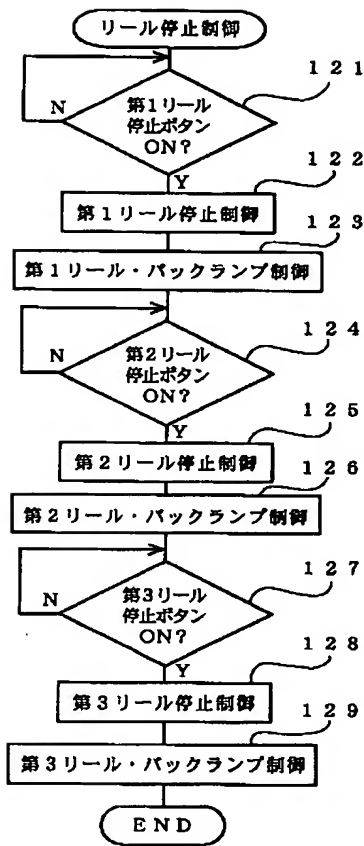 リール停止制御
121
第1リール
停止ボタン
ON?
N
Y
122
第1リール停止制御
123
第1リール・バックランプ制御
124
第2リール
停止ボタン
ON?
N
Y
125
第2リール停止制御
126
第2リール・バックランプ制御
127
第3リール
停止ボタン
ON?
N
Y
128
第3リール停止制御
129
第3リール・バックランプ制御
END